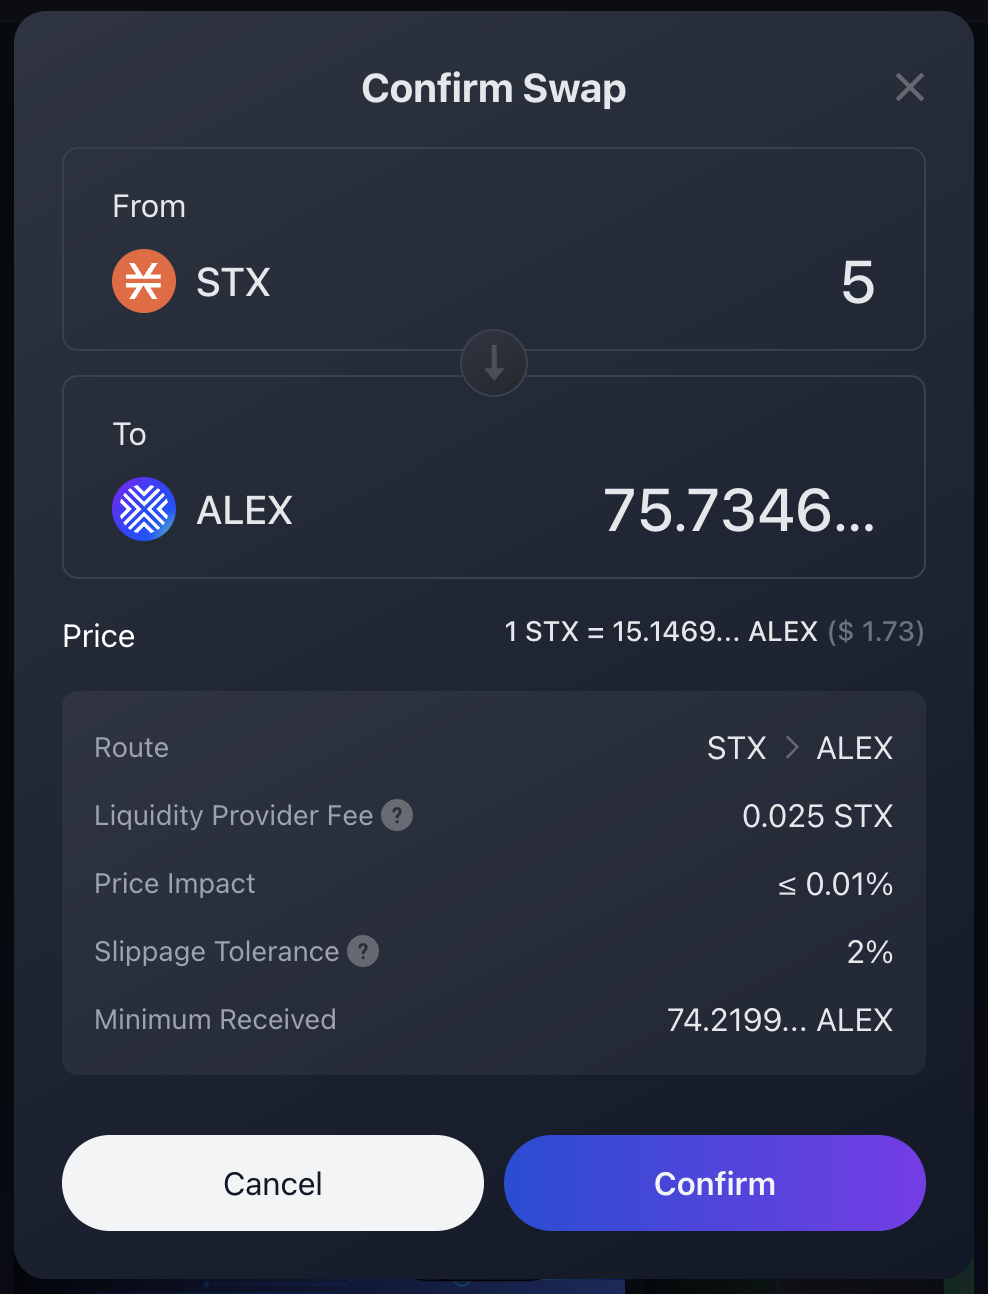 Confirm Swap
From
STX 5
To
ALEX 75.7346...
Price 1 STX = 15.1469... ALEX ($ 1.73)
Route STX > ALEX
Liquidity Provider Fee ? 0.025 STX
Price Impact ≤ 0.01%
Slippage Tolerance ? 2%
Minimum Received 74.2199... ALEX
Cancel Confirm